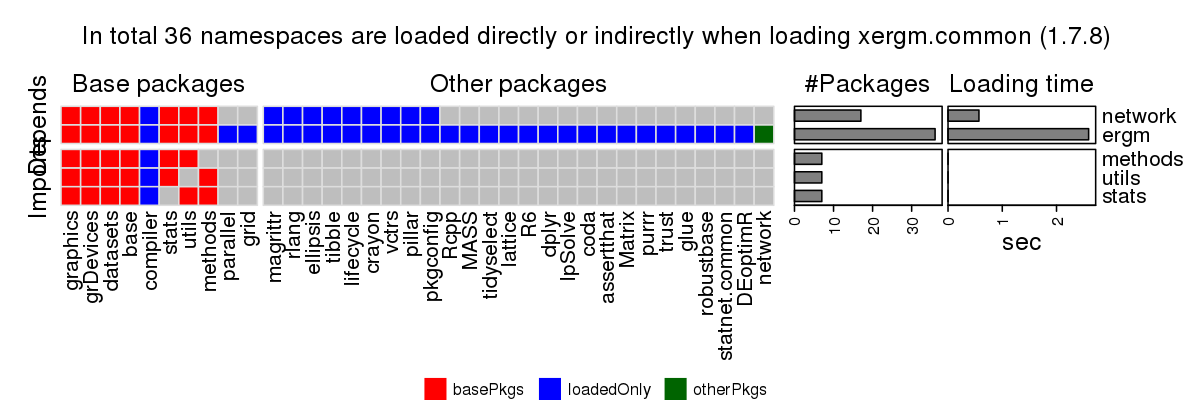 In total 36 namespaces are loaded directly or indirectly when loading xergm.common (1.7.8)
Base packages
Other packages
#Packages
Loading time
Depends
Imports
network
ergm
methods
utils
stats
graphics
grDevices
datasets
base
compiler
stats
utils
methods
parallel
grid
magrittr
rlang
ellipsis
tibble
lifecycle
crayon
vctrs
pillar
pkgconfig
Rcpp
MASS
tidyselect
lattice
R6
dplyr
lpSolve
coda
assertthat
Matrix
purrr
trust
glue
robustbase
statnet.common
DEoptimR
network
0
10
20
30
0
1
2
sec
basePkgs
loadedOnly
otherPkgs